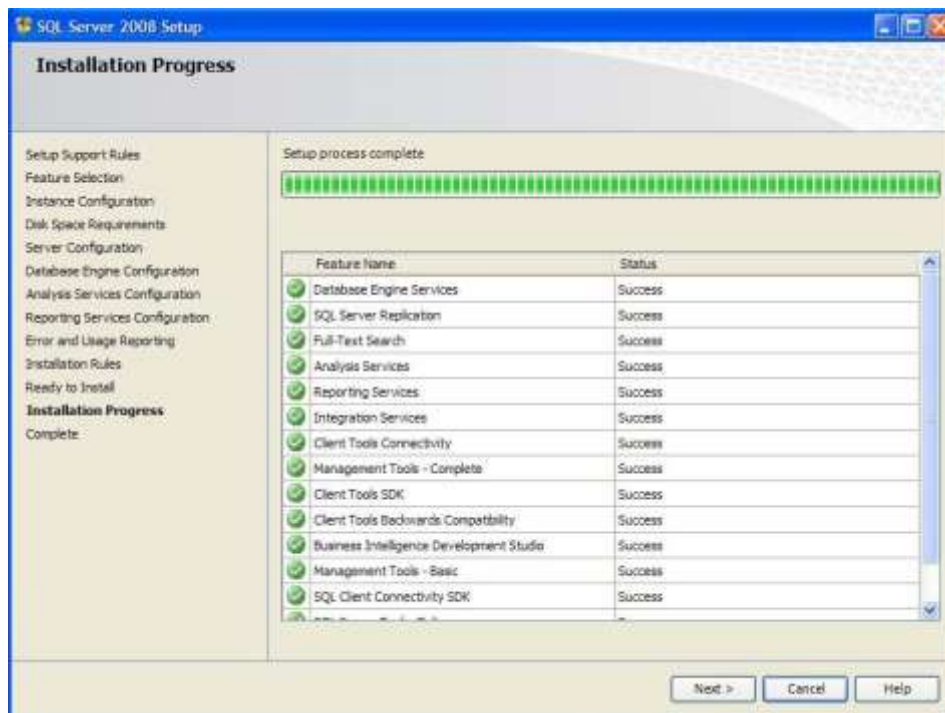 SQL Server 2008 Setup
Installation Progress
Setup Support Rules
Feature Selection
Instance Configuration
Disk Space Requirements
Server Configuration
Database Engine Configuration
Analysis Services Configuration
Reporting Services Configuration
Error and Usage Reporting
Installation Rules
Ready to Install
Installation Progress
Complete
Setup process complete
Feature Name Status
Database Engine Services Success
SQL Server Replication Success
Full-Text Search Success
Analysis Services Success
Reporting Services Success
Integration Services Success
Client Tools Connectivity Success
Management Tools - Complete Success
Client Tools SDK Success
Client Tools Backwards Compatibility Success
Business Intelligence Development Studio Success
Management Tools - Basic Success
SQL Client Connectivity SDK Success
Next > Cancel Help